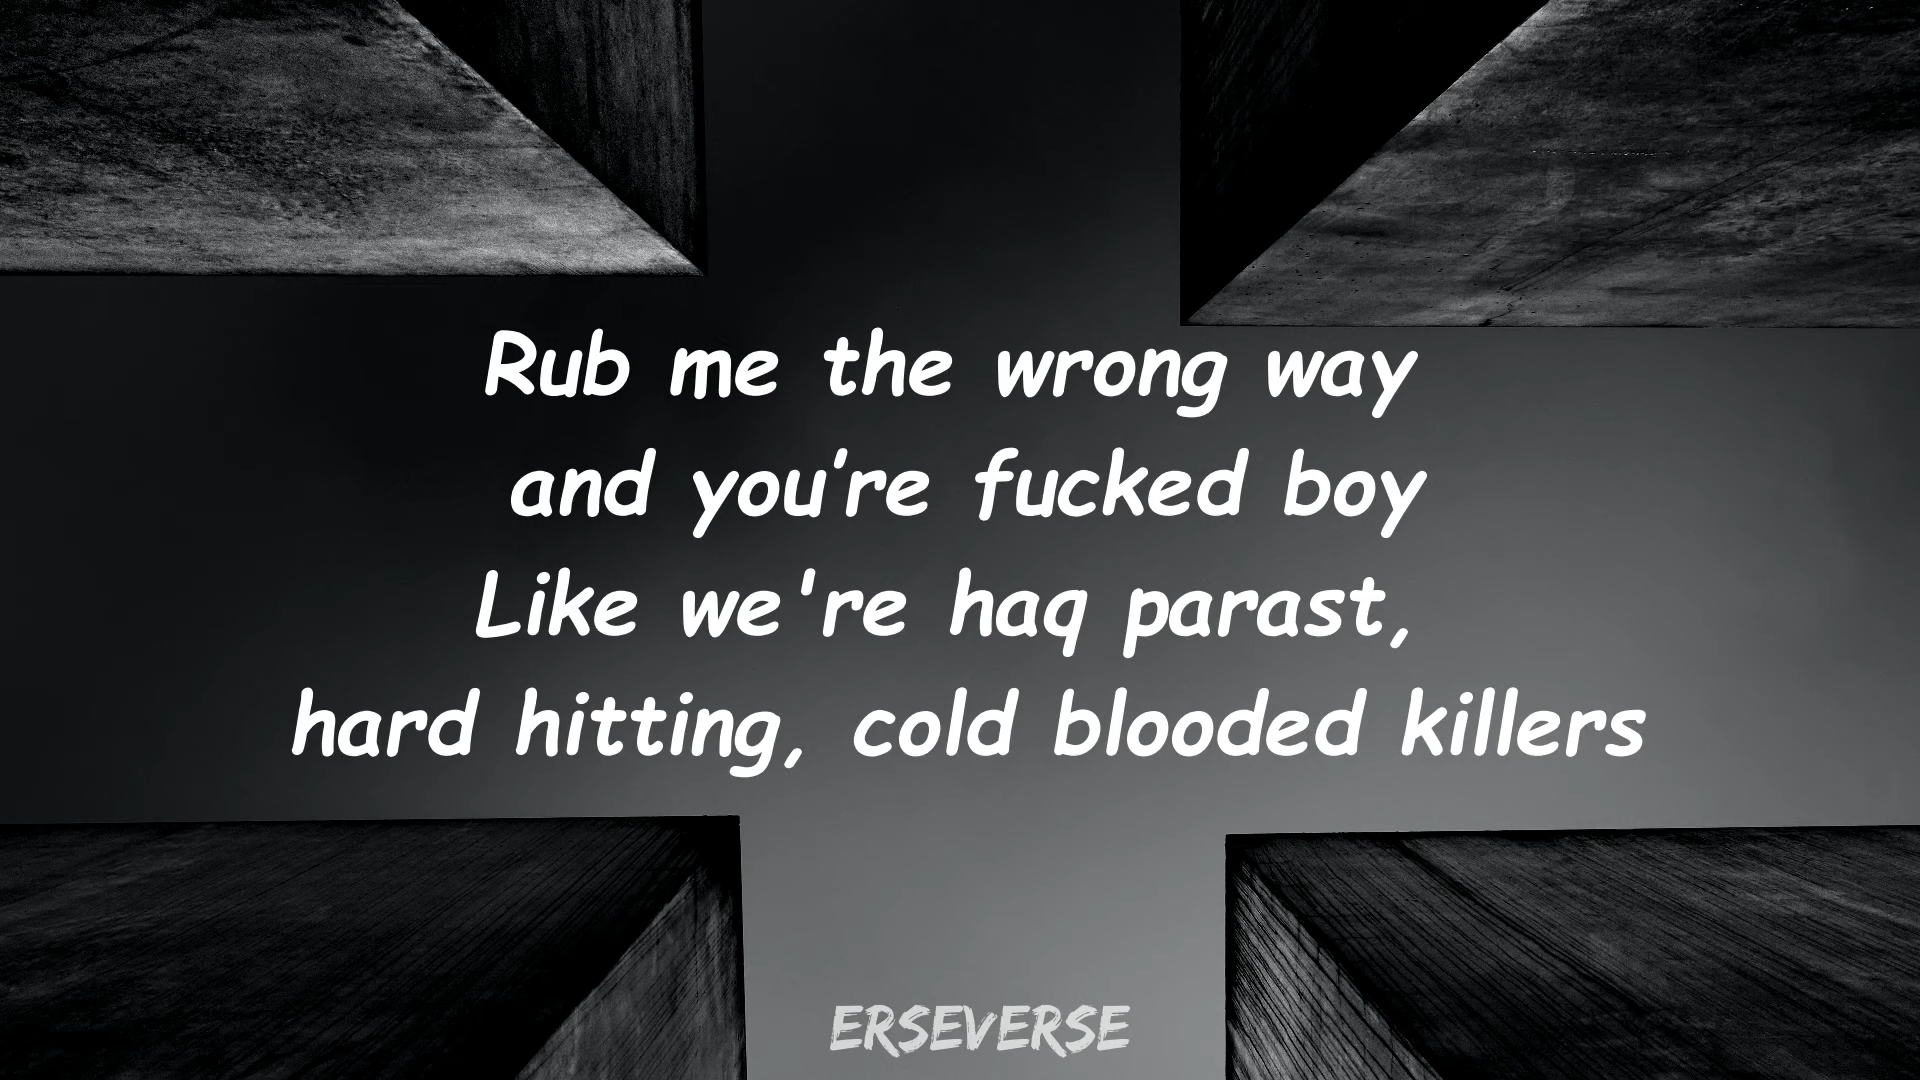 Rub me the wrong way
and you’re fucked boy
Like we're haq parast,
hard hitting, cold blooded killers
ERSEVERSE